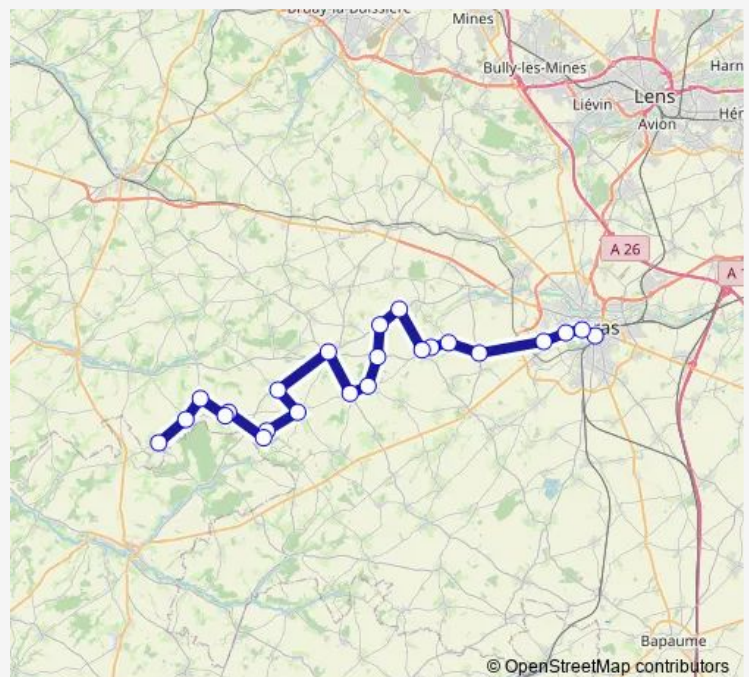 Mines
Bully-les-Mines
Lens
Liévin
Avion
A 26
Bapaume
© OpenStreetMap contributors